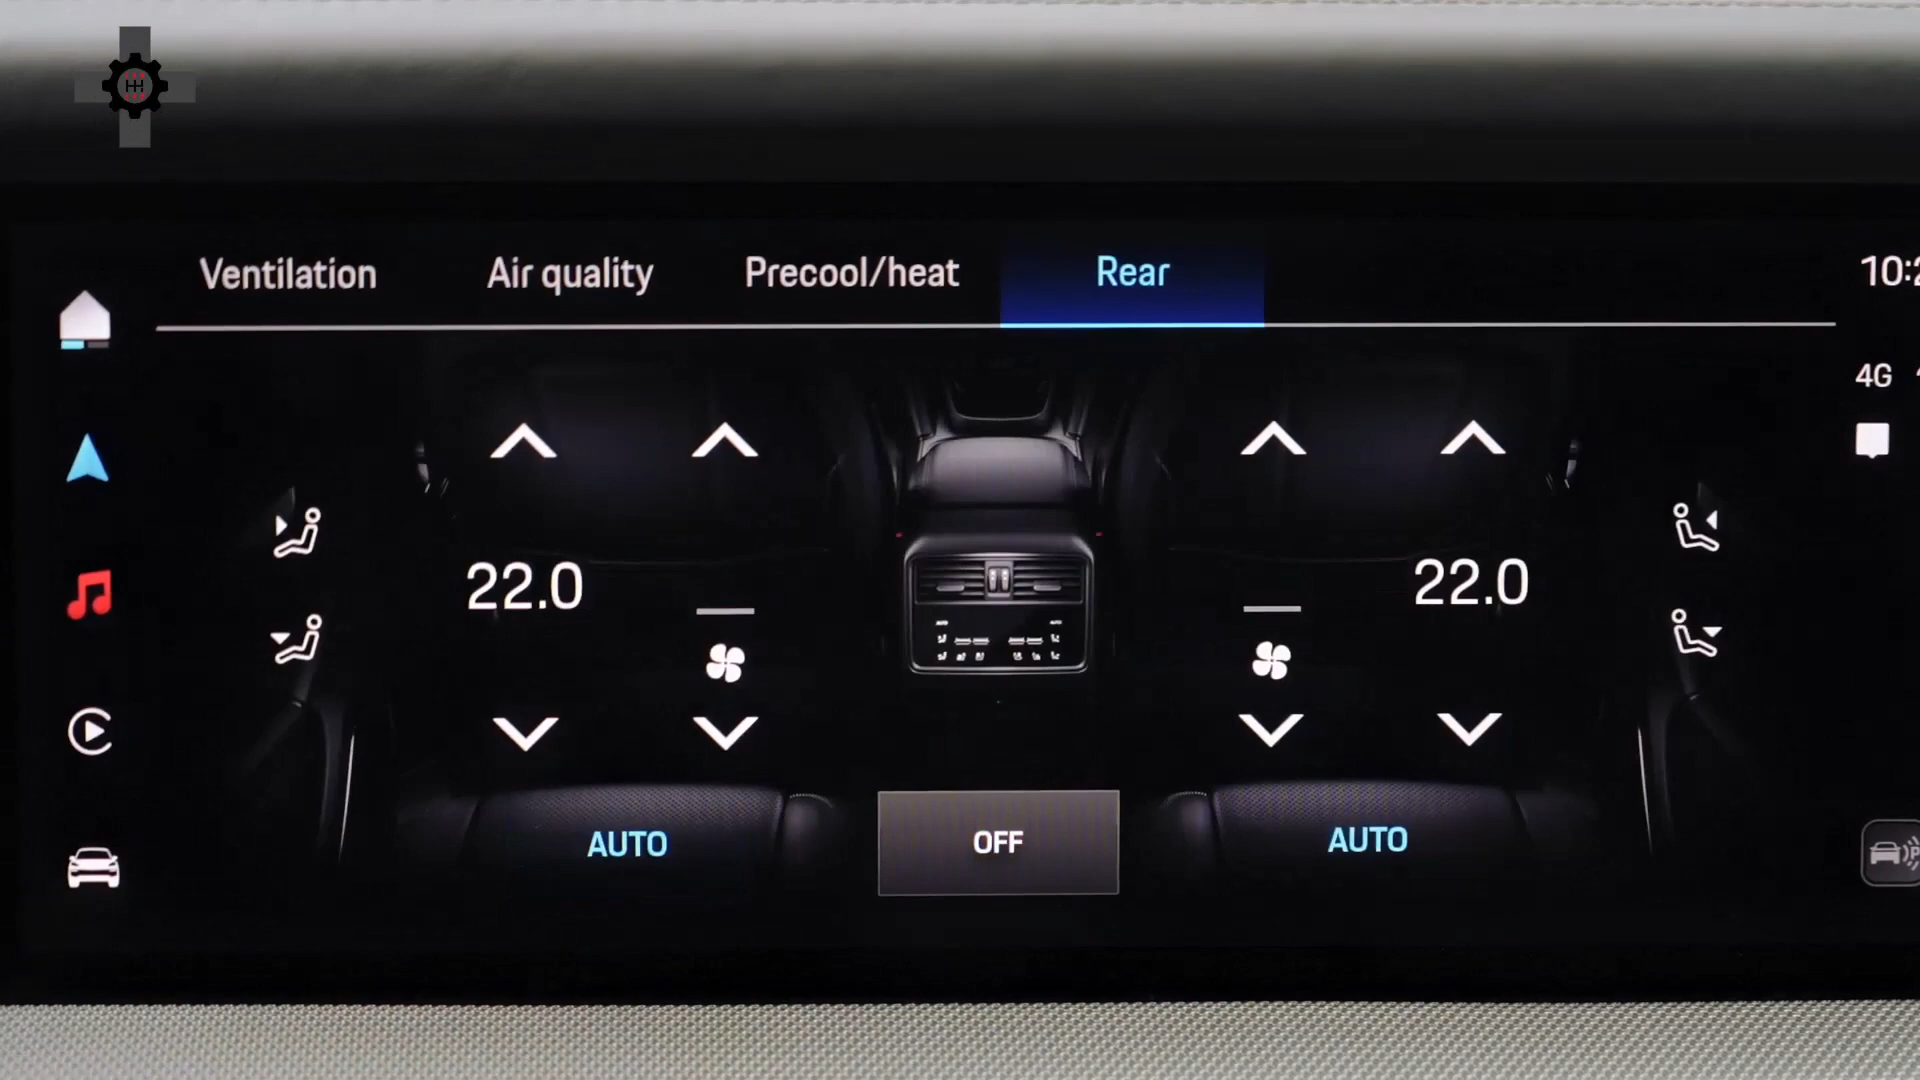 Ventilation
Air quality
Precool/heat
Rear
10:2
4G
22.0
22.0
AUTO
OFF
AUTO